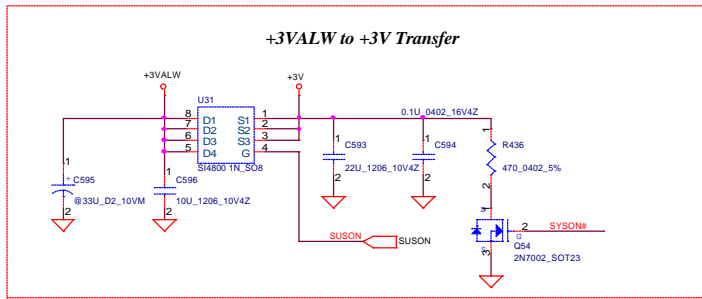 +3VALW to +3V Transfer
+3VALW
+3V
U31
8 D1 S1 1
7 D2 S2 2
6 D3 S3 3
5 D4 G 4
SI4800 1N_SO8
0.1U_0402_16V4Z
1
C593
2
22U_1206_10V4Z
1
C594
2
1
R436
470_0402_5%
2
1
+ C595
2
@33U_D2_10VM
1
C596
2
10U_1206_10V4Z
SUSON
SUSON
1
D
2
G
SYSON#
Q54
S
3
2N7002_SOT23